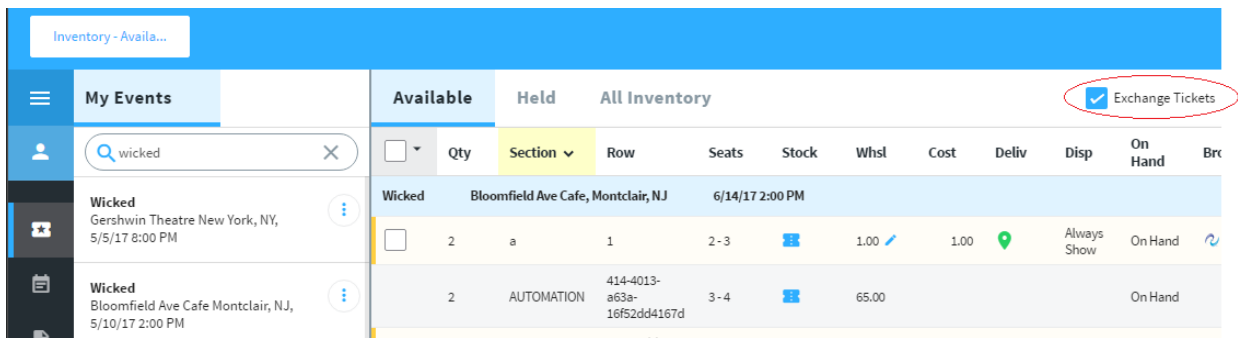 Inventory - Availa...
My Events
Available Held All Inventory
Exchange Tickets
wicked
Qty Section Row Seats Stock Whsl Cost Deliv Disp On Hand
Wicked Bloomfield Ave Cafe, Montclair, NJ 6/14/17 2:00 PM
Wicked
Gershwin Theatre New York, NY,
5/5/17 8:00 PM
2 a 1 2 - 3 1.00 1.00 Always Show On Hand
Wicked
Bloomfield Ave Cafe Montclair, NJ,
5/10/17 2:00 PM
2 AUTOMATION 414-4013-a63a-16f52dd4167d 3 - 4 65.00 On Hand